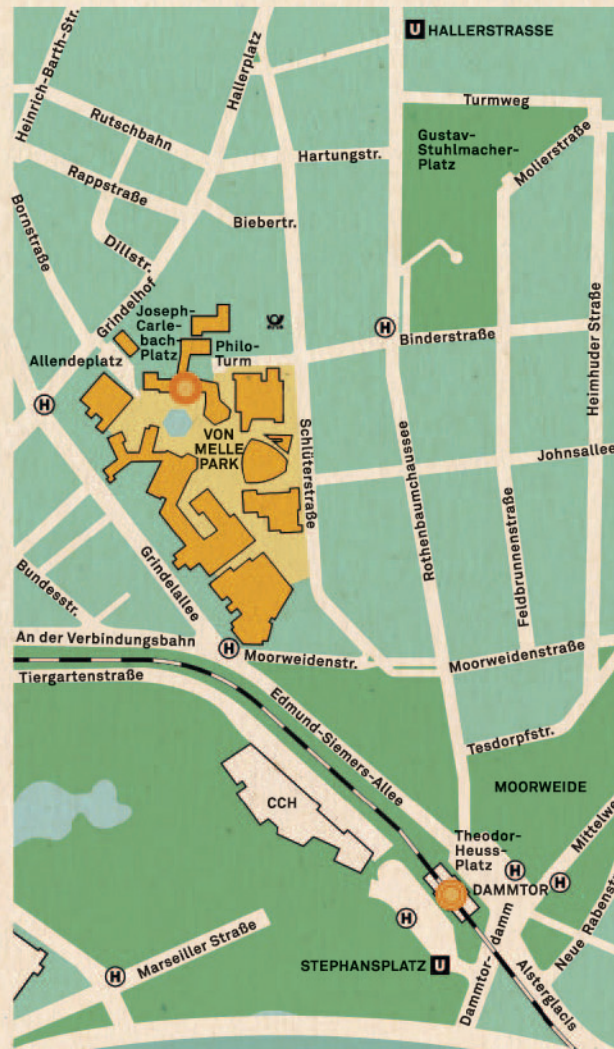 U HALLERSTRASSE
Heinrich-Barth-Str.
Hallerplatz
Turmweg
Rutschbahn
Gustav-
Stuhlmacher-
Platz
Mollerstraße
Hartungstr.
Rappstraße
Bornstraße
Biebertr.
Dillstr.
Grindelhof
Joseph-
Carle-
bach-
Platz
Philo-
Turm
H
Binderstraße
Heimhuder Straße
Allendeplatz
H
VON
MELLE
PARK
Schlüterstraße
Rothenbaumchaussee
Johnsallee
Feldbrunnenstraße
Grindelallee
Bundesstr.
An der Verbindungsbahn
H
Moorweidenstr.
Moorweidenstraße
Tiergartenstraße
Edmund-Siemers-Allee
Tesdorpfstr.
MOORWEIDE
CCH
Mittelwe
Theodor-
Heuss-
Platz
H
DAMMTOR
H
H
Neue Rabenstr
Marseiller Straße
H
STEPHANSPLATZ U
Dammtor-
damm
Alsterglacis